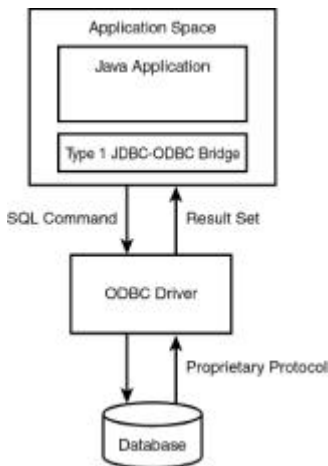 Application Space
Java Application
Type 1 JDBC-ODBC Bridge
SQL Command
Result Set
ODBC Driver
Proprietary Protocol
Database